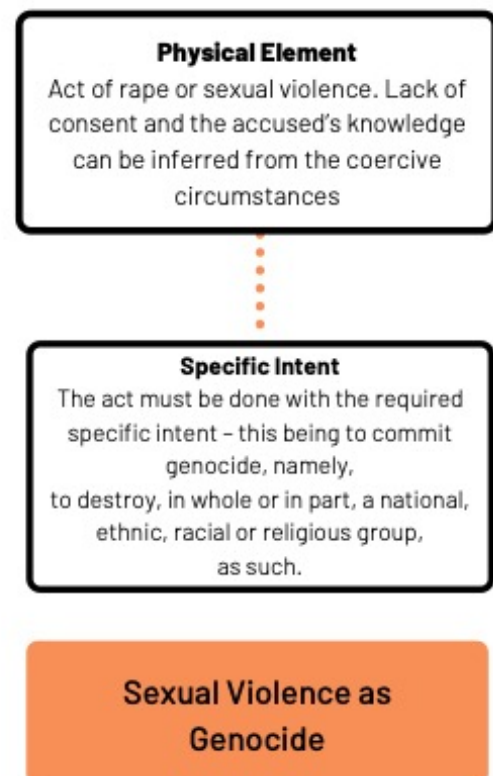 Physical Element
Act of rape or sexual violence. Lack of
consent and the accused's knowledge
can be inferred from the coercive
circumstances
Specific Intent
The act must be done with the required
specific intent – this being to commit
genocide, namely,
to destroy, in whole or in part, a national,
ethnic, racial or religious group,
as such.
Sexual Violence as
Genocide